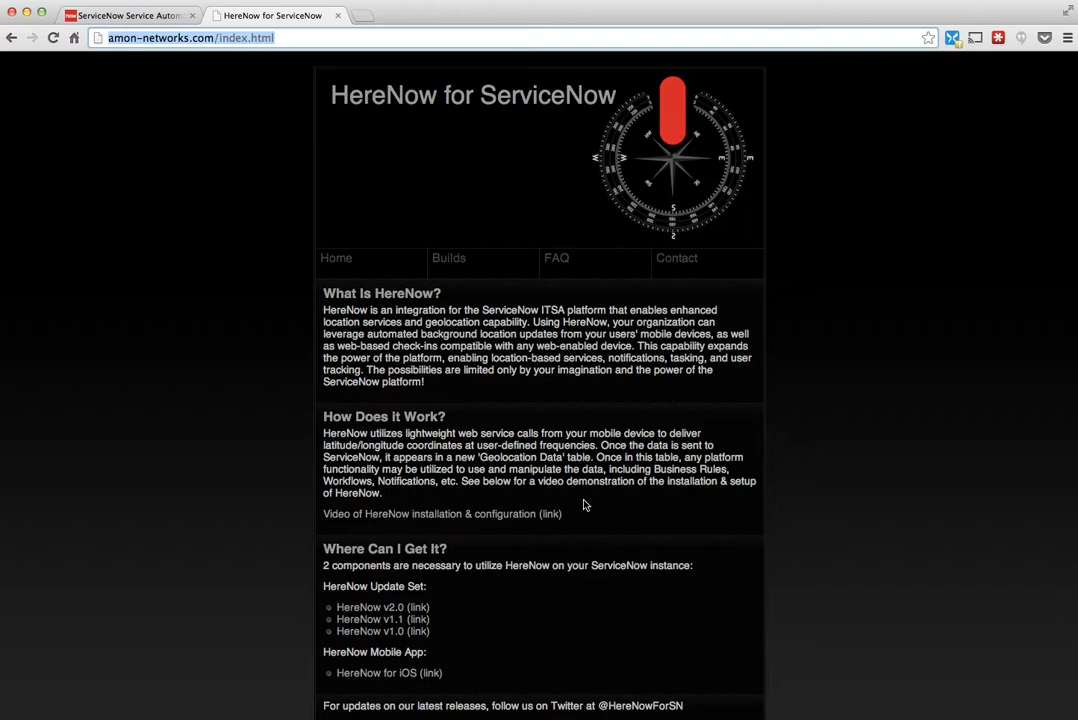 ServiceNow Service Autom
HereNow for ServiceNow
amon-networks.com/index.html
HereNow for ServiceNow
W
W
E
E
S
S
Home
Builds
FAQ
Contact
What Is HereNow?
HereNow is an integration for the ServiceNow ITSA platform that enables enhanced
location services and geolocation capability. Using HereNow, your organization can
leverage automated background location updates from your users' mobile devices, as well
as web-based check-ins compatible with any web-enabled device. This capability expands
the power of the platform, enabling location-based services, notifications, tasking, and user
tracking. The possibilities are limited only by your imagination and the power of the
ServiceNow platform!
How Does it Work?
HereNow utilizes lightweight web service calls from your mobile device to deliver
latitude/longitude coordinates at user-defined frequencies. Once the data is sent to
ServiceNow, it appears in a new 'Geolocation Data' table. Once in this table, any platform
functionality may be utilized to use and manipulate the data, including Business Rules,
Workflows, Notifications, etc. See below for a video demonstration of the installation & setup
of HereNow.
Video of HereNow installation & configuration (link)
Where Can I Get It?
2 components are necessary to utilize HereNow on your ServiceNow instance:
HereNow Update Set:
HereNow v2.0 (link)
HereNow v1.1 (link)
HereNow v1.0 (link)
HereNow Mobile App:
HereNow for iOS (link)
For updates on our latest releases, follow us on Twitter at @HereNowForSN